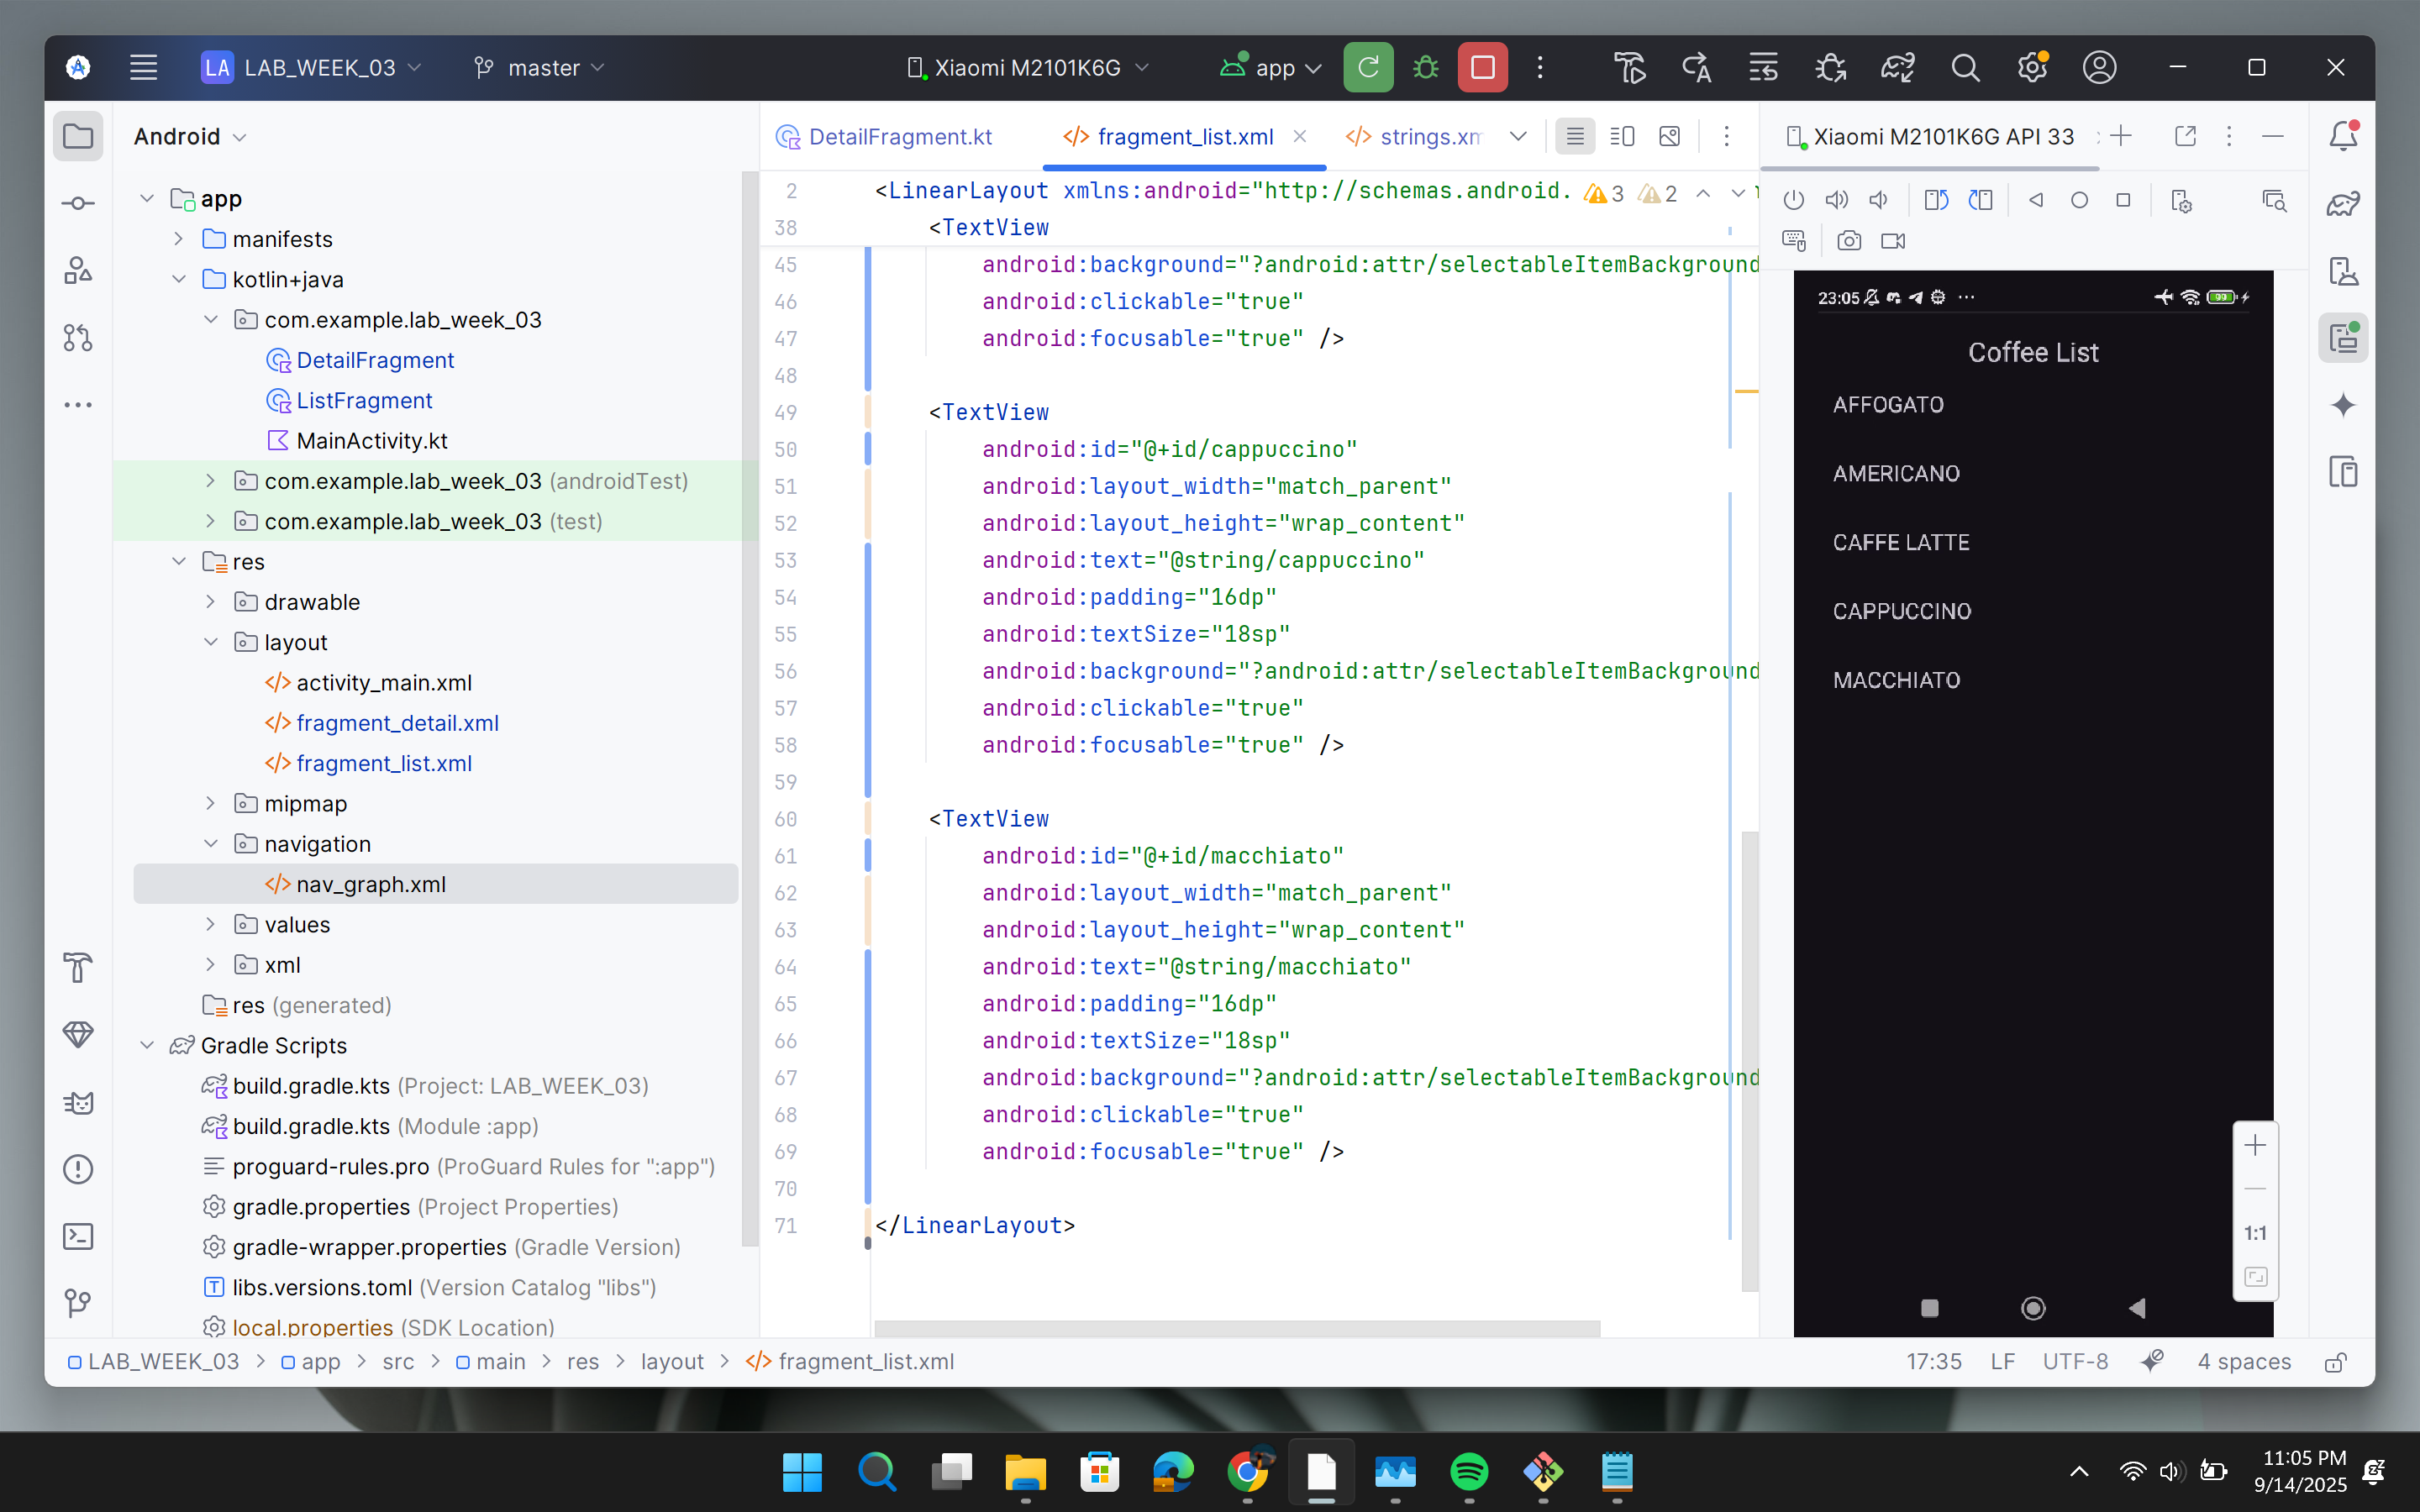 LA LAB_WEEK_03 master Xiaomi M2101K6G app
Android
app
manifests
kotlin+java
com.example.lab_week_03
DetailFragment
ListFragment
MainActivity.kt
com.example.lab_week_03 (androidTest)
com.example.lab_week_03 (test)
res
drawable
layout
activity_main.xml
fragment_detail.xml
fragment_list.xml
mipmap
navigation
nav_graph.xml
values
xml
res (generated)
Gradle Scripts
build.gradle.kts (Project: LAB_WEEK_03)
build.gradle.kts (Module :app)
proguard-rules.pro (ProGuard Rules for ":app")
gradle.properties (Project Properties)
gradle-wrapper.properties (Gradle Version)
libs.versions.toml (Version Catalog "libs")
local.properties (SDK Location)
DetailFragment.kt fragment_list.xml strings.xm
2 <LinearLayout xmlns:android="http://schemas.android. 3 2
38 <TextView
45 android:background="?android:attr/selectableItemBackground
46 android:clickable="true"
47 android:focusable="true" />
48
49 <TextView
50 android:id="@+id/cappuccino"
51 android:layout_width="match_parent"
52 android:layout_height="wrap_content"
53 android:text="@string/cappuccino"
54 android:padding="16dp"
55 android:textSize="18sp"
56 android:background="?android:attr/selectableItemBackground
57 android:clickable="true"
58 android:focusable="true" />
59
60 <TextView
61 android:id="@+id/macchiato"
62 android:layout_width="match_parent"
63 android:layout_height="wrap_content"
64 android:text="@string/macchiato"
65 android:padding="16dp"
66 android:textSize="18sp"
67 android:background="?android:attr/selectableItemBackground
68 android:clickable="true"
69 android:focusable="true" />
70
71 </LinearLayout>
Xiaomi M2101K6G API 33
23:05 99
Coffee List
AFFOGATO
AMERICANO
CAFFE LATTE
CAPPUCCINO
MACCHIATO
1:1
LAB_WEEK_03 > app > src > main > res > layout > fragment_list.xml
17:35 LF UTF-8 4 spaces
11:05 PM
9/14/2025